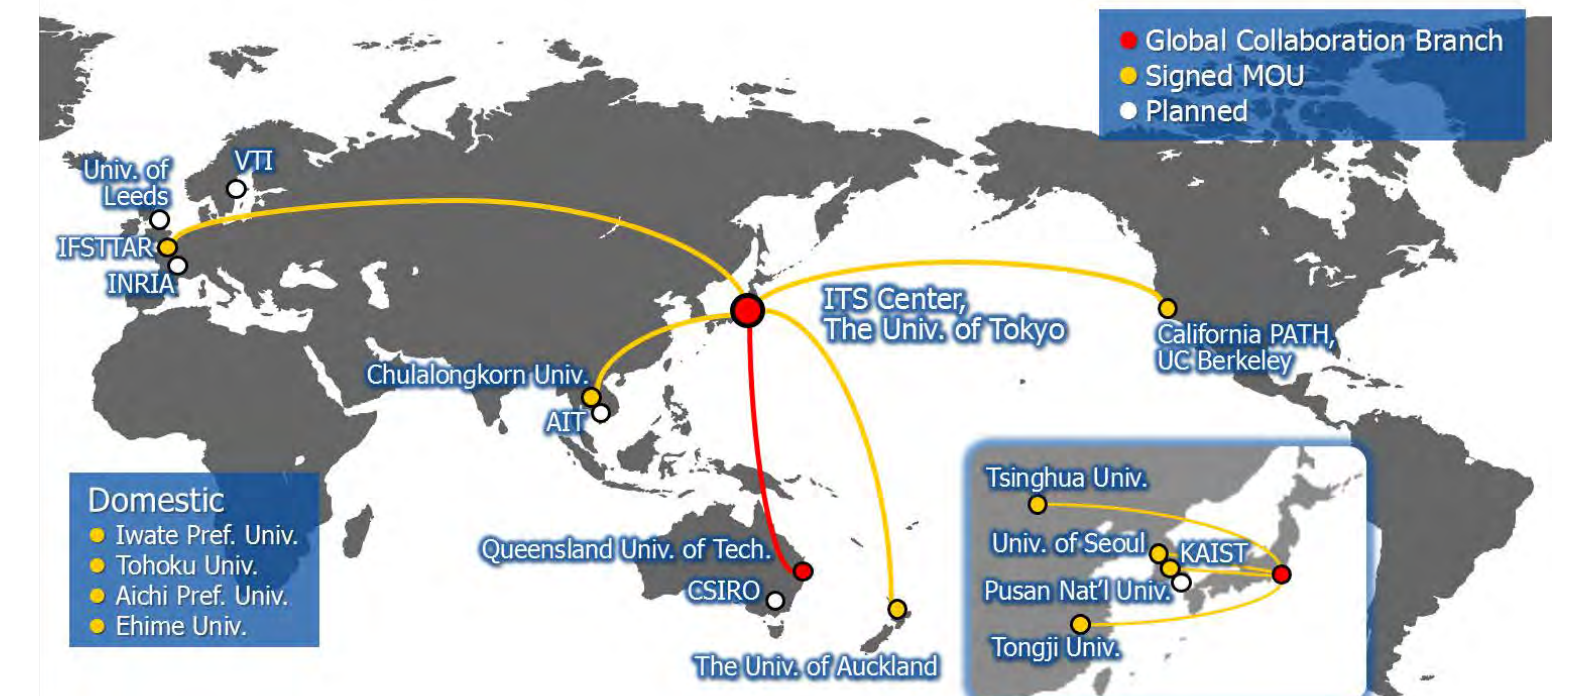 Global Collaboration Branch
Signed MOU
Planned
VTI
Univ. of
Leeds
IFSTTAR
INRIA
ITS Center,
The Univ. of Tokyo
California PATH,
UC Berkeley
Chulalongkorn Univ.
AIT
Domestic
Iwate Pref. Univ.
Tohoku Univ.
Aichi Pref. Univ.
Ehime Univ.
Queensland Univ. of Tech.
CSIRO
The Univ. of Auckland
Tsinghua Univ.
Univ. of Seoul
KAIST
Pusan Nat'l Univ.
Tongji Univ.